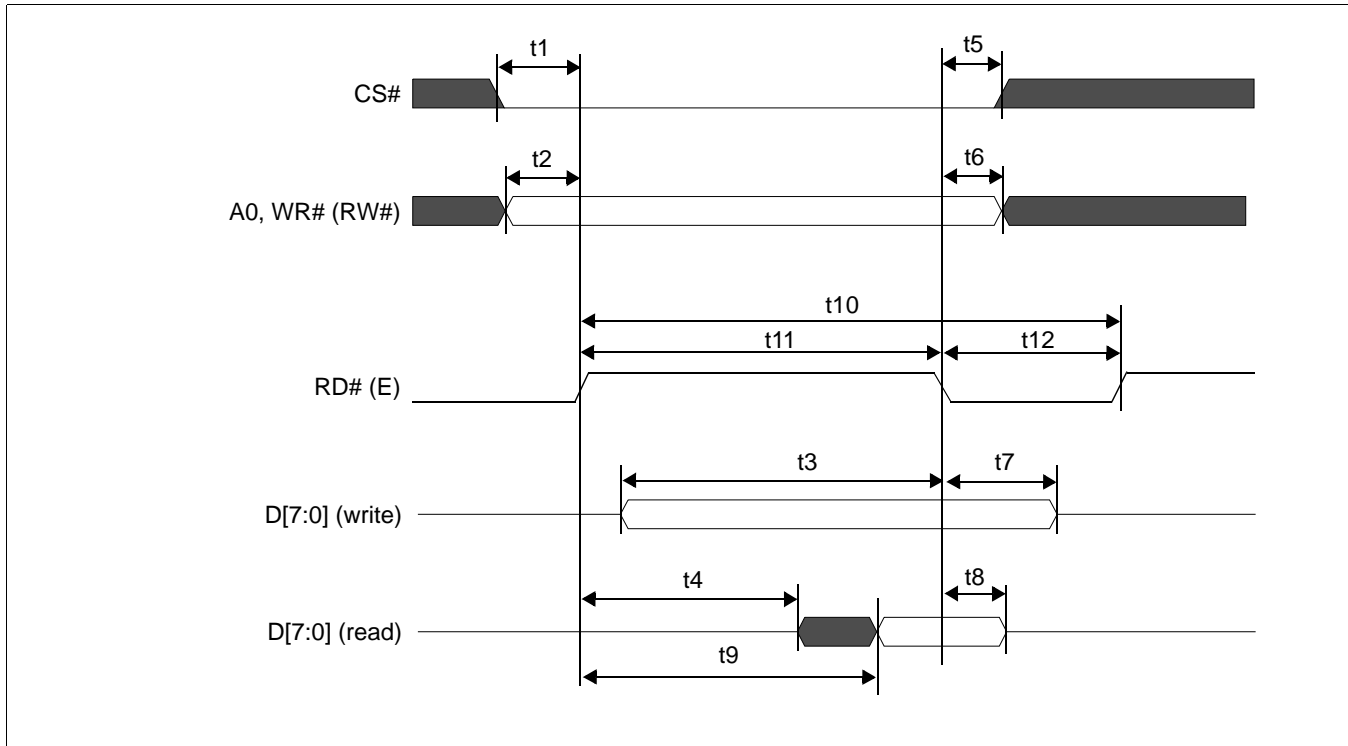 t1
t5
CS#
t2
t6
A0, WR# (RW#)
t10
t11
t12
RD# (E)
t3
t7
D[7:0] (write)
t4
t8
D[7:0] (read)
t9